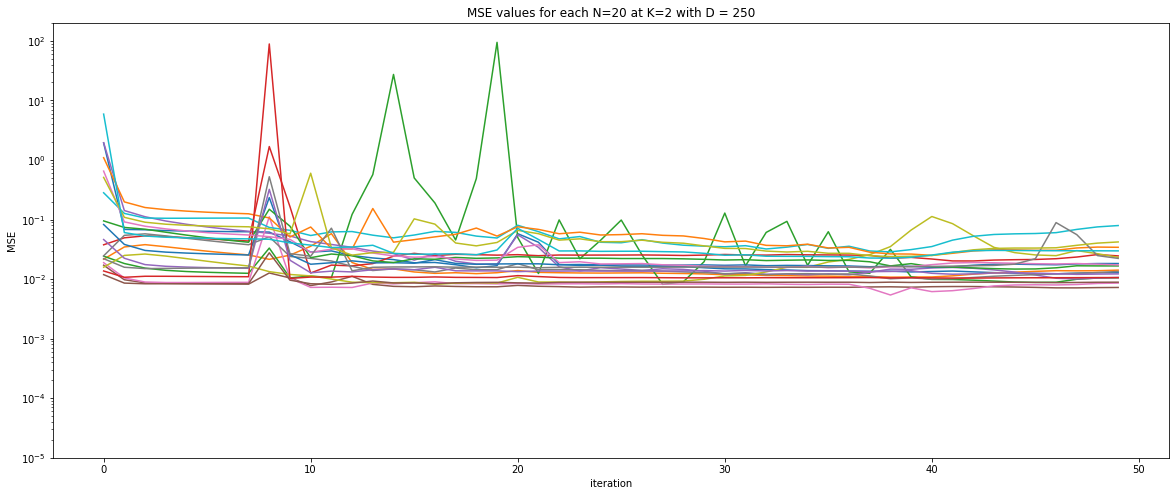 MSE values for each N=20 at K=2 with D = 250
10²
10¹
10⁰
10⁻¹
10⁻²
10⁻³
10⁻⁴
10⁻⁵
MSE
0 10 20 30 40 50
iteration